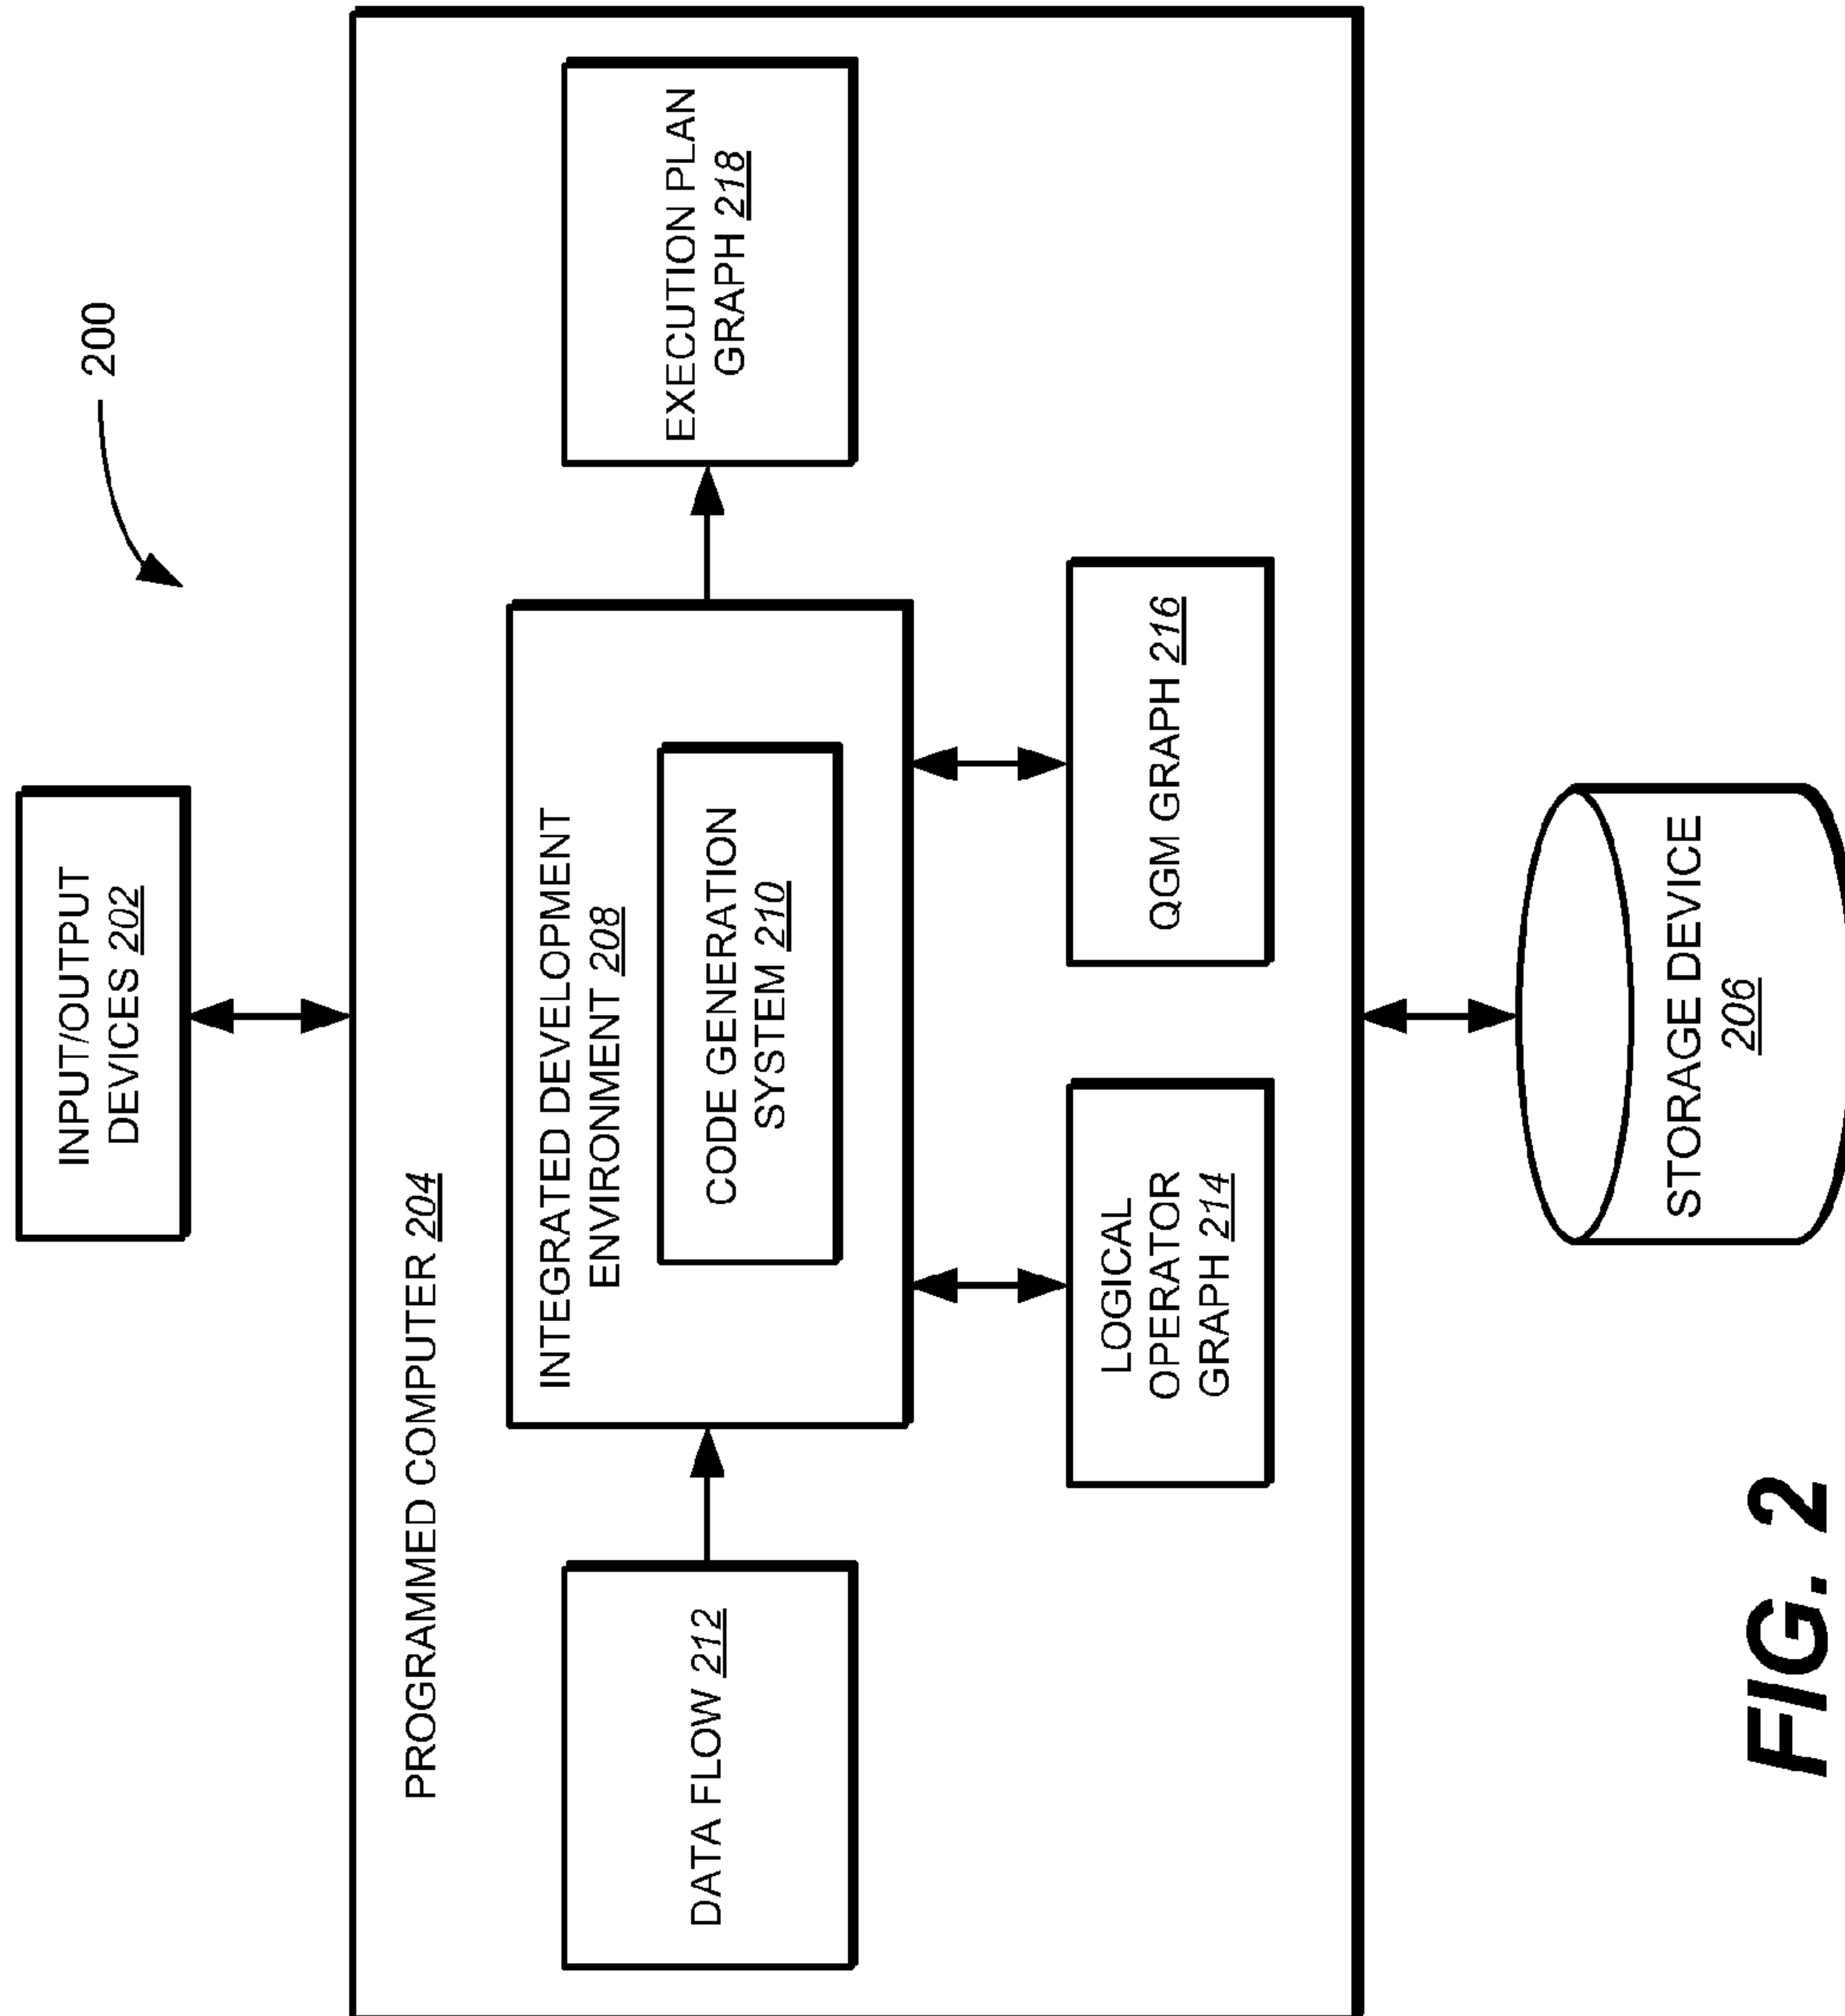 200
INPUT/OUTPUT
DEVICES 202
PROGRAMMED COMPUTER 204
INTEGRATED DEVELOPMENT
ENVIRONMENT 208
CODE GENERATION
SYSTEM 210
DATA FLOW 212
EXECUTION PLAN
GRAPH 218
LOGICAL
OPERATOR
GRAPH 214
QGM GRAPH 216
STORAGE DEVICE
206
FIG. 2